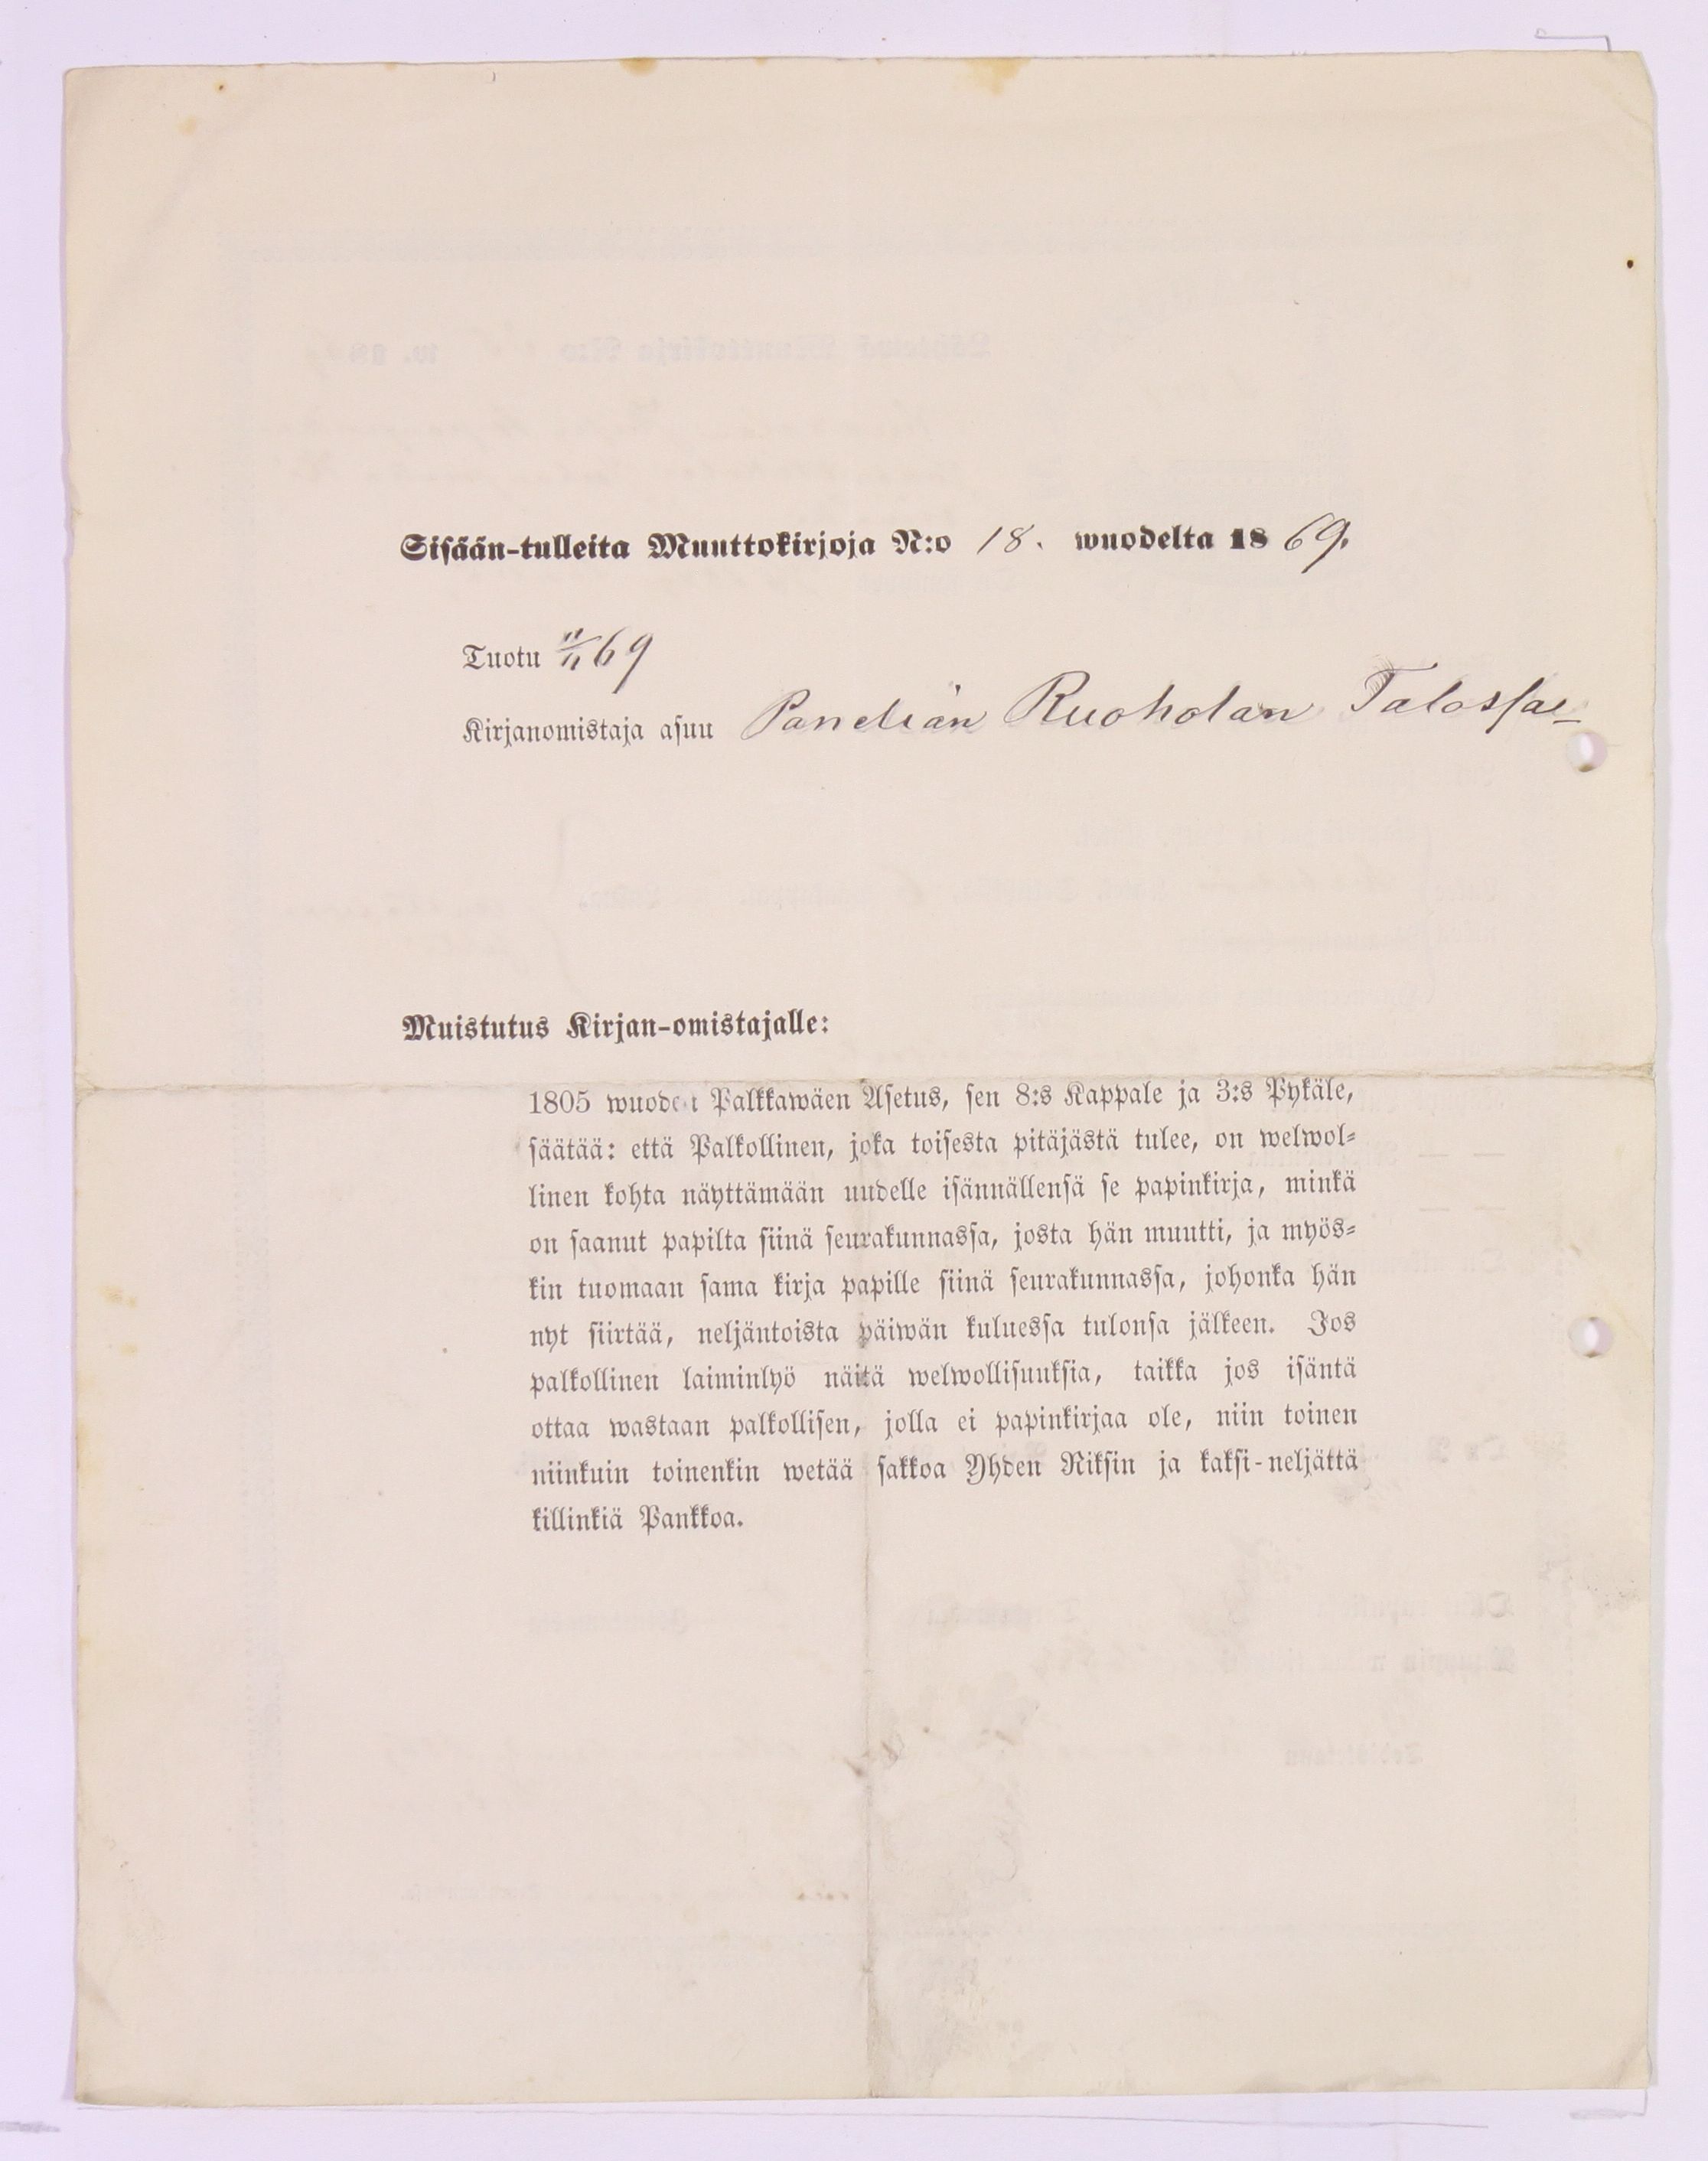 Sisään-tulleita Muuttokirjoja N:o 18. wuodelta 1869.
Tuotu 11/11 69
Kirjanomistaja asuu Panelian Ruoholan Talossa
Muistutus Kirjan-omistajalle:
1805 wuoden Palkkawäen Asetus, sen 8:s Kappale ja 3:s Pykäle,
säätää: että Palkollinen, joka toisesta pitäjästä tulee, on welwol-
linen kohta näyttämään uudelle isännällensä se papinkirja, minkä
on saanut papilta siinä seurakunnassa, josta hän muutti, ja myös-
kin tuomaan sama kirja papille siinä seurakunnassa, johonka hän
nyt siirtää, neljäntoista päiwän kuluessa tulonsa jälkeen. Jos
palkollinen laiminlyö näitä welwollisuuksia, taikka jos isäntä
ottaa wastaan palkollisen, jolla ei papinkirjaa ole, niin toinen
niinkuin toinenkin wetää sakkoa Yhden Riksin ja kaksi-neljättä
killinkiä Pankkoa.